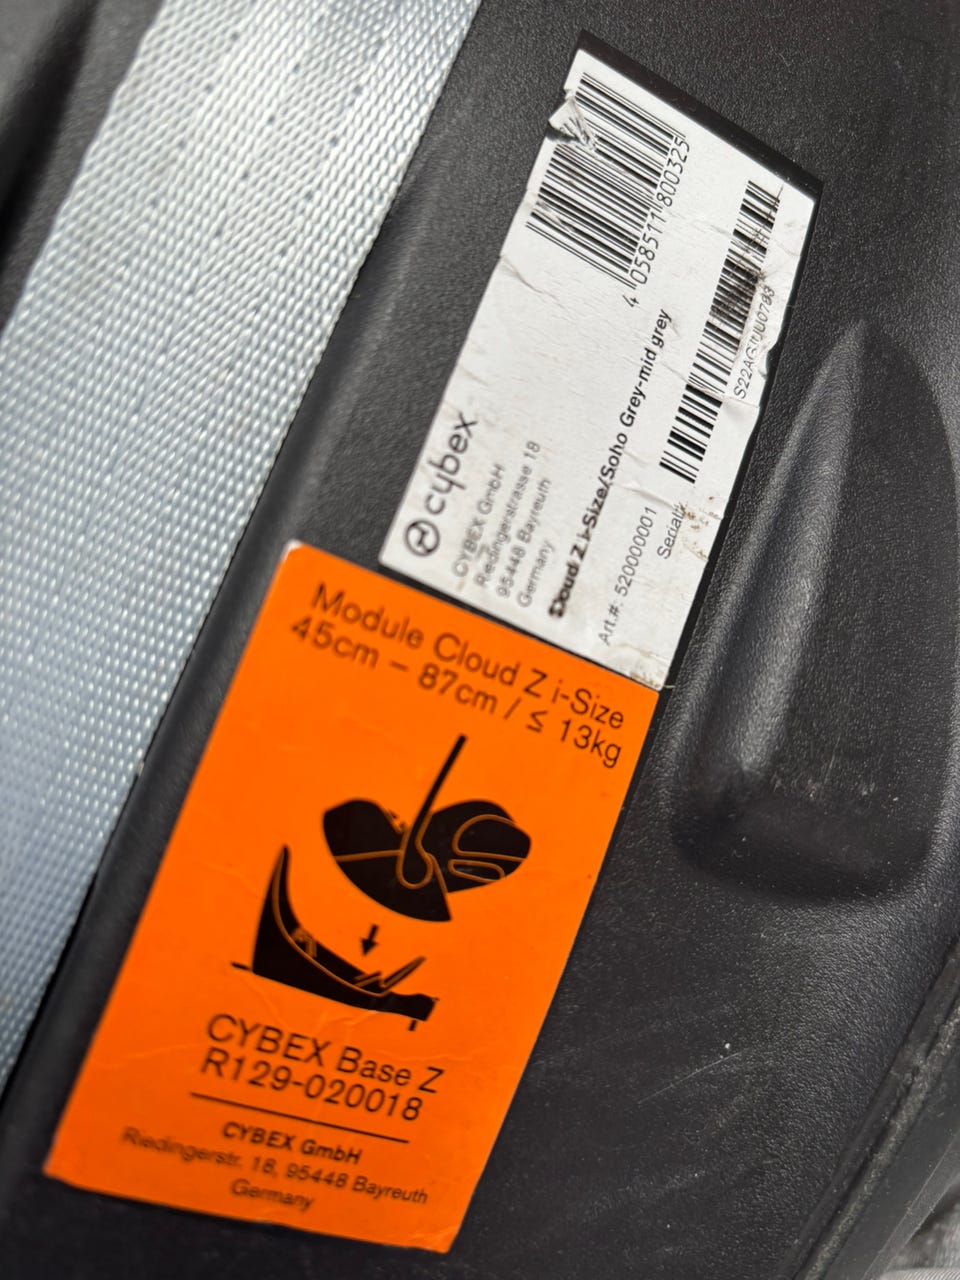 4 058511 800325
cybex
CYBEX GmbH
Riedingerstrasse 18
95448 Bayreuth
Germany
Cloud Z i-Size/Soho Grey-mid grey
Art.#: 520000001
Module Cloud Z i-Size
45cm – 87cm / ≤ 13kg
CYBEX Base Z
R129-020018
CYBEX GmbH
Riedingerstr. 18, 95448 Bayreuth
Germany